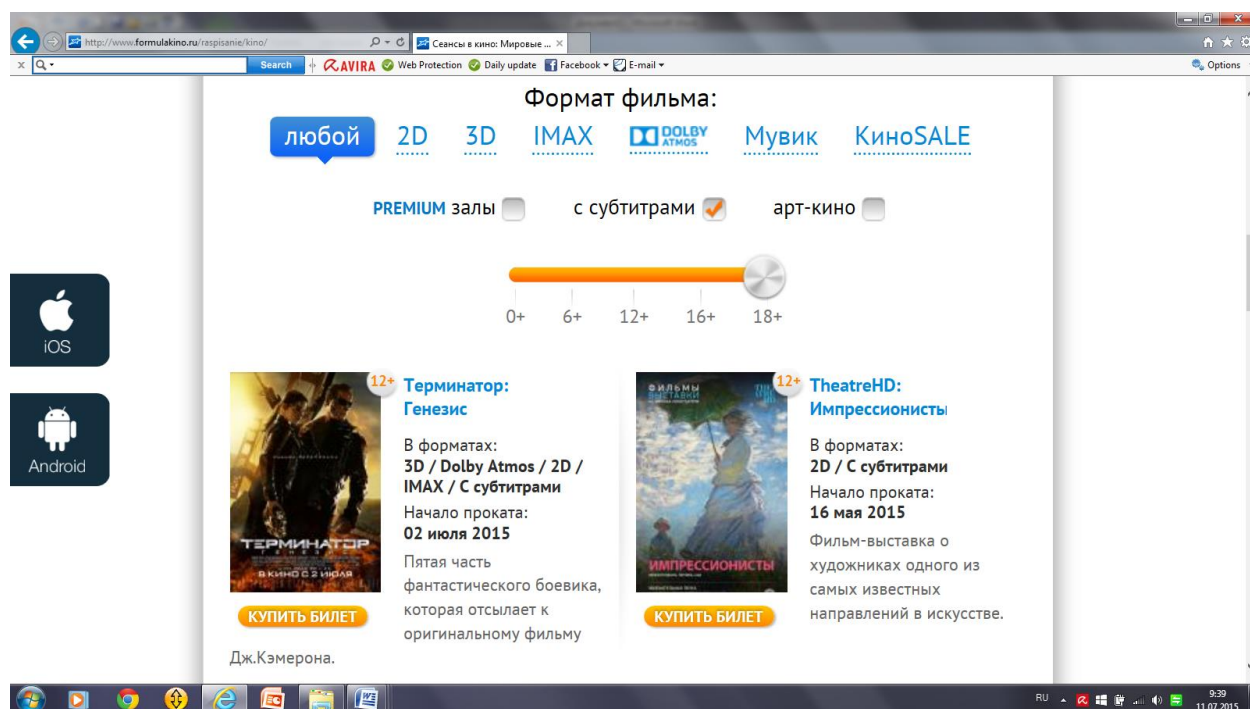 http://www.formulakino.ru/raspisanie/kino/
Сеансы в кино: Мировые ...
Search
AVIRA Web Protection Daily update Facebook E-mail
Options
Формат фильма:
любой 2D 3D IMAX DOLBY ATMOS Мувик КиноSALE
PREMIUM залы с субтитрами арт-кино
0+ 6+ 12+ 16+ 18+
iOS
Android
ТЕРМИНАТОР
ГЕНЕЗИС
В КИНО С 2 ИЮЛЯ
КУПИТЬ БИЛЕТ
12+
Терминатор:
Генезис
В форматах:
3D / Dolby Atmos / 2D /
IMAX / С субтитрами
Начало проката:
02 июля 2015
Пятая часть
фантастического боевика,
которая отсылает к
оригинальному фильму
Дж.Кэмерона.
ФИЛЬМЫ
ВЫСТАВКИ
ИМПРЕССИОНИСТЫ
КУПИТЬ БИЛЕТ
12+
TheatreHD:
Импрессионисты
В форматах:
2D / С субтитрами
Начало проката:
16 мая 2015
Фильм-выставка о
художниках одного из
самых известных
направлений в искусстве.
RU
9:39
11.07.2015